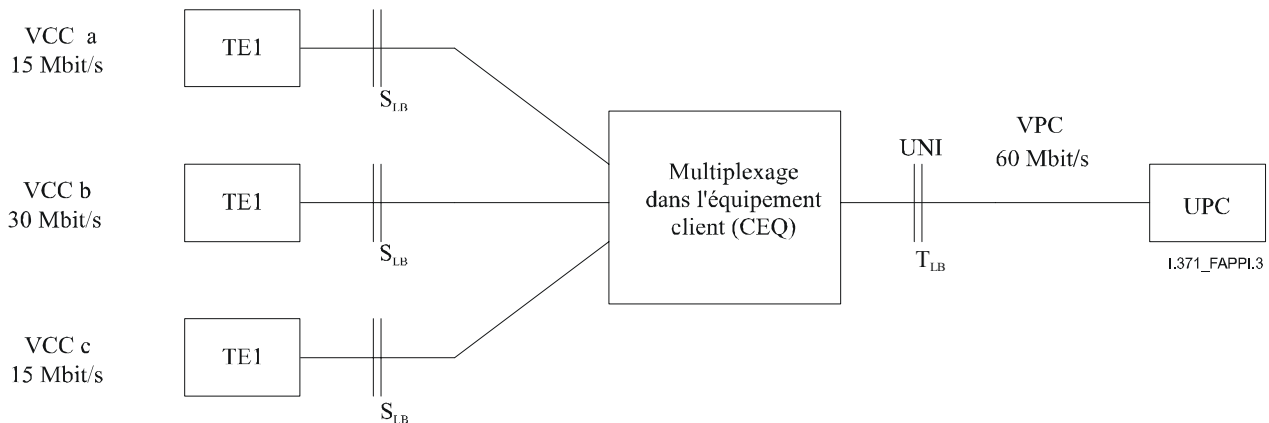 VCC a
15 Mbit/s
TE1
S_LB
VCC b
30 Mbit/s
TE1
S_LB
VCC c
15 Mbit/s
TE1
S_LB
Multiplexage
dans l'équipement
client (CEQ)
UNI
T_LB
VPC
60 Mbit/s
UPC
I.371_FAPPI.3